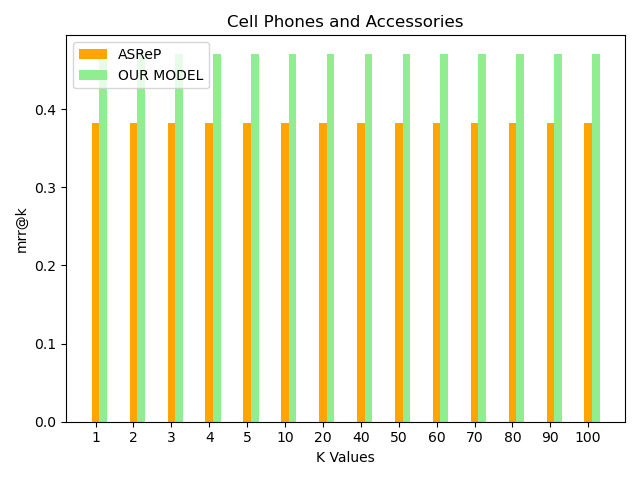 Cell Phones and Accessories
ASReP
OUR MODEL
mrr@k
0.4
0.3
0.2
0.1
0.0
1 2 3 4 5 10 20 40 50 60 70 80 90 100
K Values